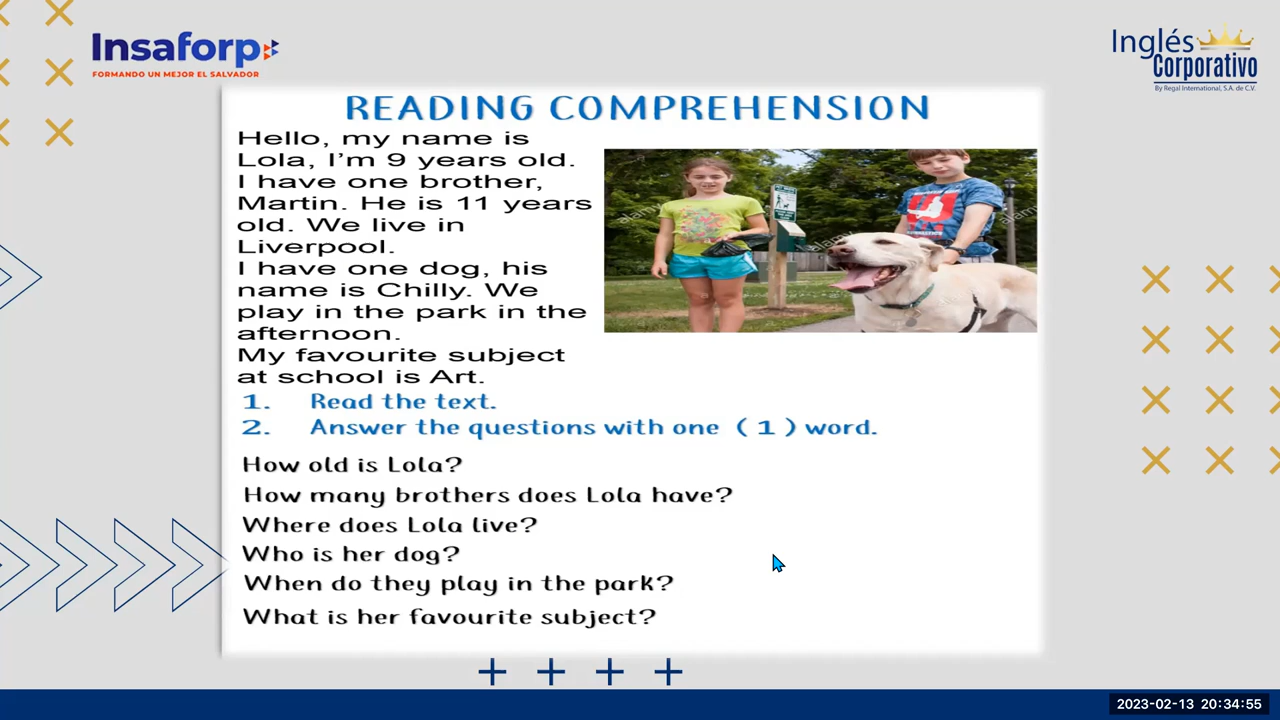 Insaforp
FORMANDO UN MEJOR EL SALVADOR
Inglés
Corporativo
By Regal International, S.A. de C.V.
READING COMPREHENSION
Hello, my name is
Lola, I'm 9 years old.
I have one brother,
Martin. He is 11 years
old. We live in
Liverpool.
I have one dog, his
name is Chilly. We
play in the park in the
afternoon.
My favourite subject
at school is Art.
alamy
alamy
alamy
1. Read the text.
2. Answer the questions with one ( 1 ) word.
How old is Lola?
How many brothers does Lola have?
Where does Lola live?
Who is her dog?
When do they play in the park?
What is her favourite subject?
2023-02-13 20:34:55